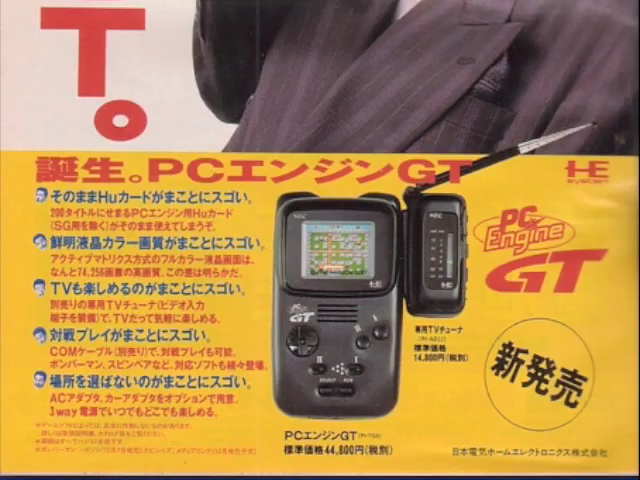 T。
誕生。PCエンジンGT
HE
SYSTEM
そのままHuカードがまことにスゴい。
200タイトルにせまるPCエンジン用Huカード
(SG用を除く)がそのまま使えてしまうぞ。
鮮明液晶カラー画質がまことにスゴい。
アクティブマトリクス方式のフルカラー液晶画面は、
なんと74,256画素の高画質。この差は明らかだ。
TVも楽しめるのがまことにスゴい。
別売りの専用TVチューナ(ビデオ入力
端子を装備)で、TVだって気軽に楽しめる。
対戦プレイがまことにスゴい。
COMケーブル(別売り)で、対戦プレイも可能。
ボンバーマン、スピンペアなど、対応ソフトも続々登場。
場所を選ばないのがまことにスゴい。
ACアダプタ、カーアダプタをオプションで用意。
3way電源でいつでもどこでも楽しめる。
NEC
NEC
HE
PC
Engine
GT
II
I
II
I
SELECT
RUN
専用TVチューナ
標準価格
14,800円(税別)
PC
Engine
GT
新発売
PCエンジンGT
標準価格44,800円(税別)
日本電気ホームエレクトロニクス株式会社